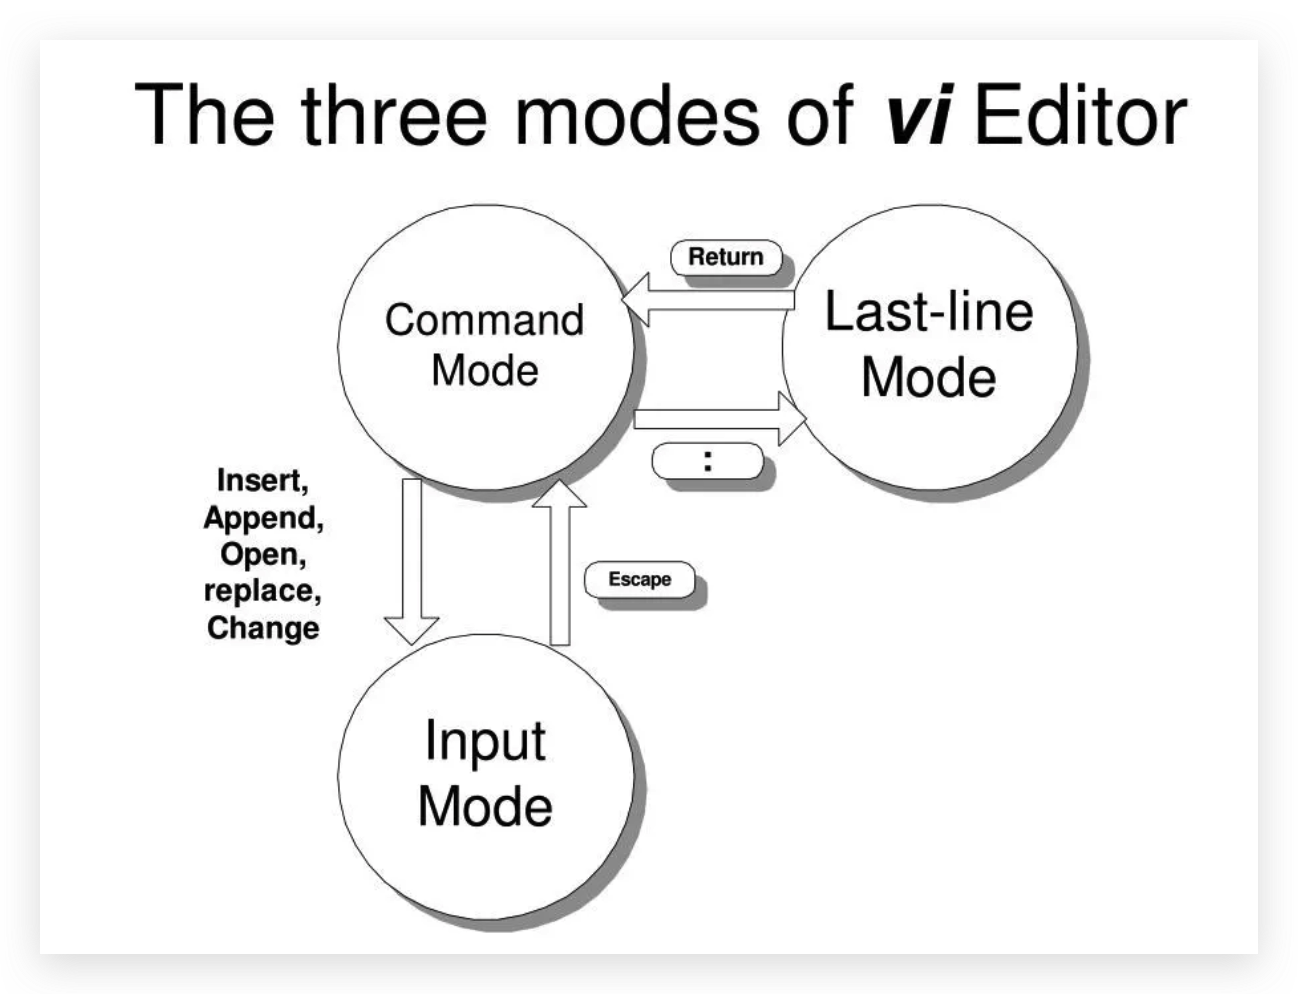 The three modes of vi Editor
Return
Command
Mode
Last-line
Mode
:
Insert,
Append,
Open,
replace,
Change
Escape
Input
Mode